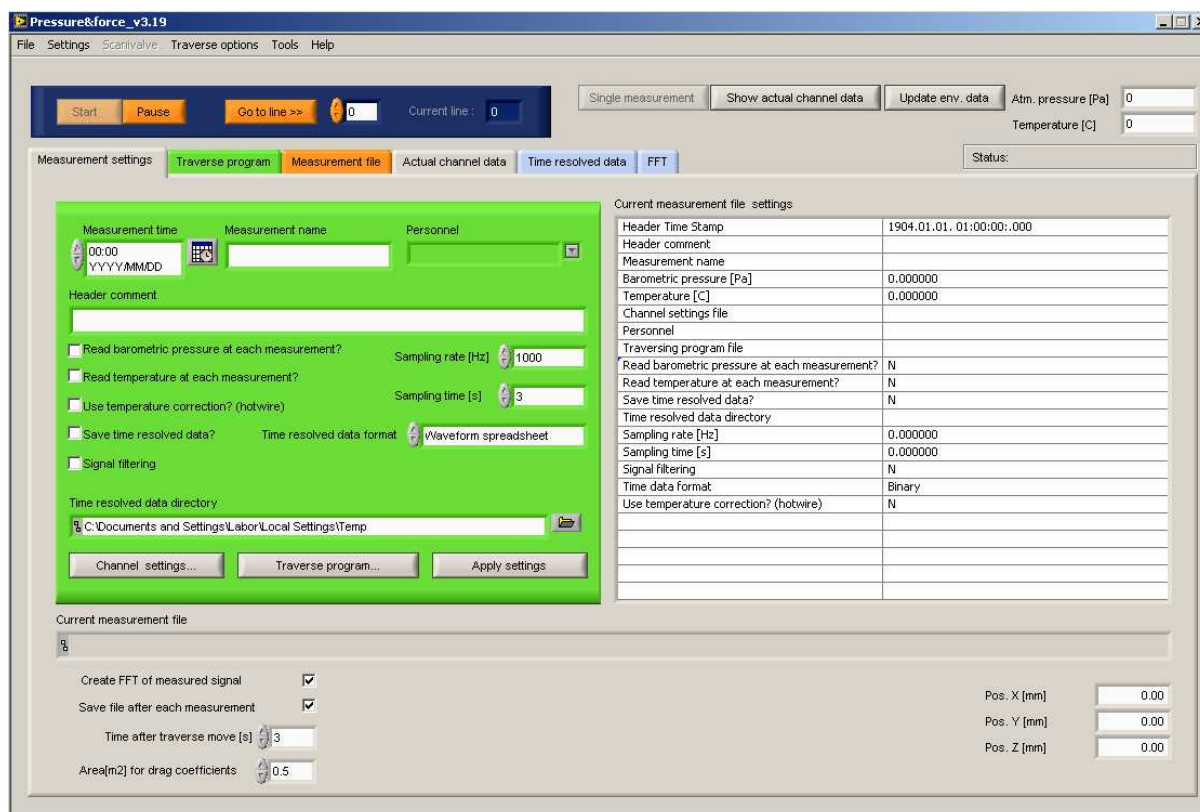 Pressure&force_v3.19
File Settings Scanivalve Traverse options Tools Help
Start Pause Go to line >> 0 Current line : 0
Single measurement Show actual channel data Update env. data Atm. pressure [Pa] 0
Temperature [C] 0
Measurement settings Traverse program Measurement file Actual channel data Time resolved data FFT
Status:
Measurement time Measurement name Personnel
00:00
YYYY/MM/DD
Header comment
Read barometric pressure at each measurement?
Sampling rate [Hz] 1000
Read temperature at each measurement?
Sampling time [s] 3
Use temperature correction? (hotwire)
Save time resolved data? Time resolved data format Waveform spreadsheet
Signal filtering
Time resolved data directory
C:\Documents and Settings\Labor\Local Settings\Temp
Channel settings... Traverse program... Apply settings
Current measurement file settings
Header Time Stamp 1904.01.01. 01:00:00:.000
Header comment
Measurement name
Barometric pressure [Pa] 0.000000
Temperature [C] 0.000000
Channel settings file
Personnel
Traversing program file
Read barometric pressure at each measurement? N
Read temperature at each measurement? N
Save time resolved data? N
Time resolved data directory
Sampling rate [Hz] 0.000000
Sampling time [s] 0.000000
Signal filtering N
Time data format Binary
Use temperature correction? (hotwire) N
Current measurement file
Create FFT of measured signal
Save file after each measurement
Time after traverse move [s] 3
Area[m2] for drag coefficients 0.5
Pos. X [mm] 0.00
Pos. Y [mm] 0.00
Pos. Z [mm] 0.00